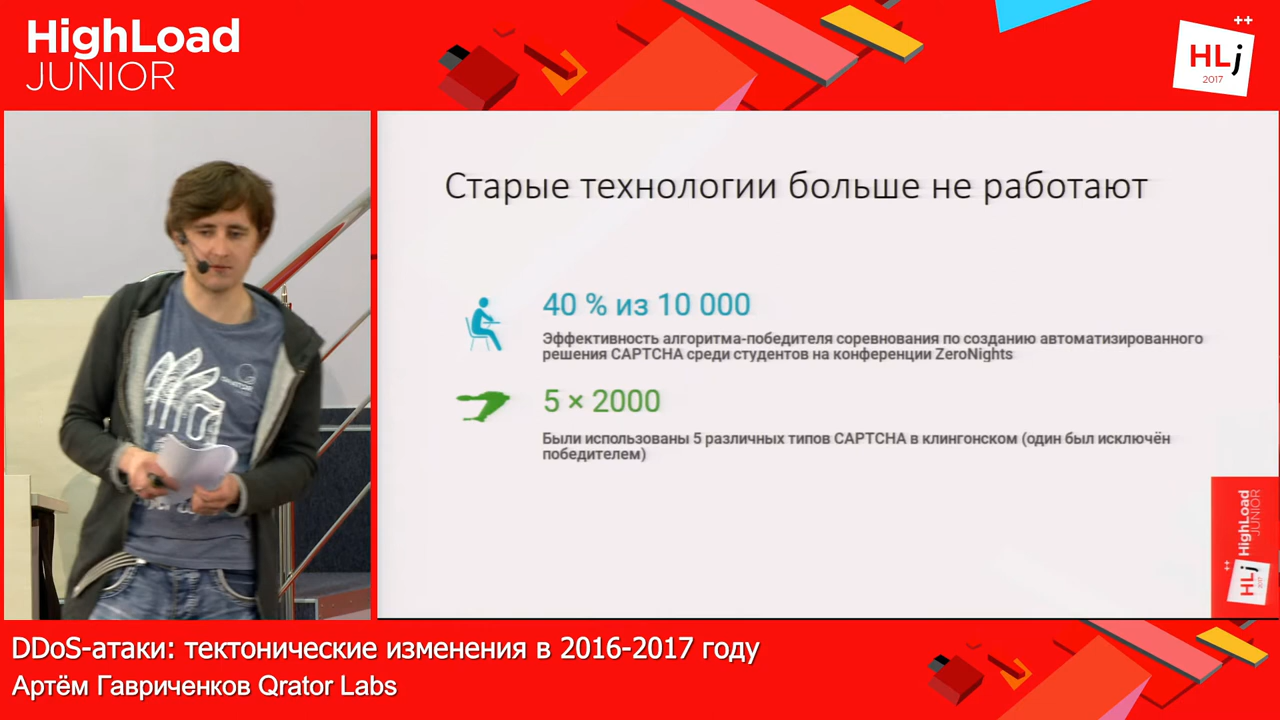 HighLoad
JUNIOR
++
HLj
2017
Старые технологии больше не работают
40 % из 10 000
Эффективность алгоритма-победителя соревнования по созданию автоматизированного
решения CAPTCHA среди студентов на конференции ZeroNights
5 × 2000
Были использованы 5 различных типов CAPTCHA в клингонском (один был исключён
победителем)
HighLoad
JUNIOR
++
HLj
DDoS-атаки: тектонические изменения в 2016-2017 году
Артём Гавриченков Qrator Labs